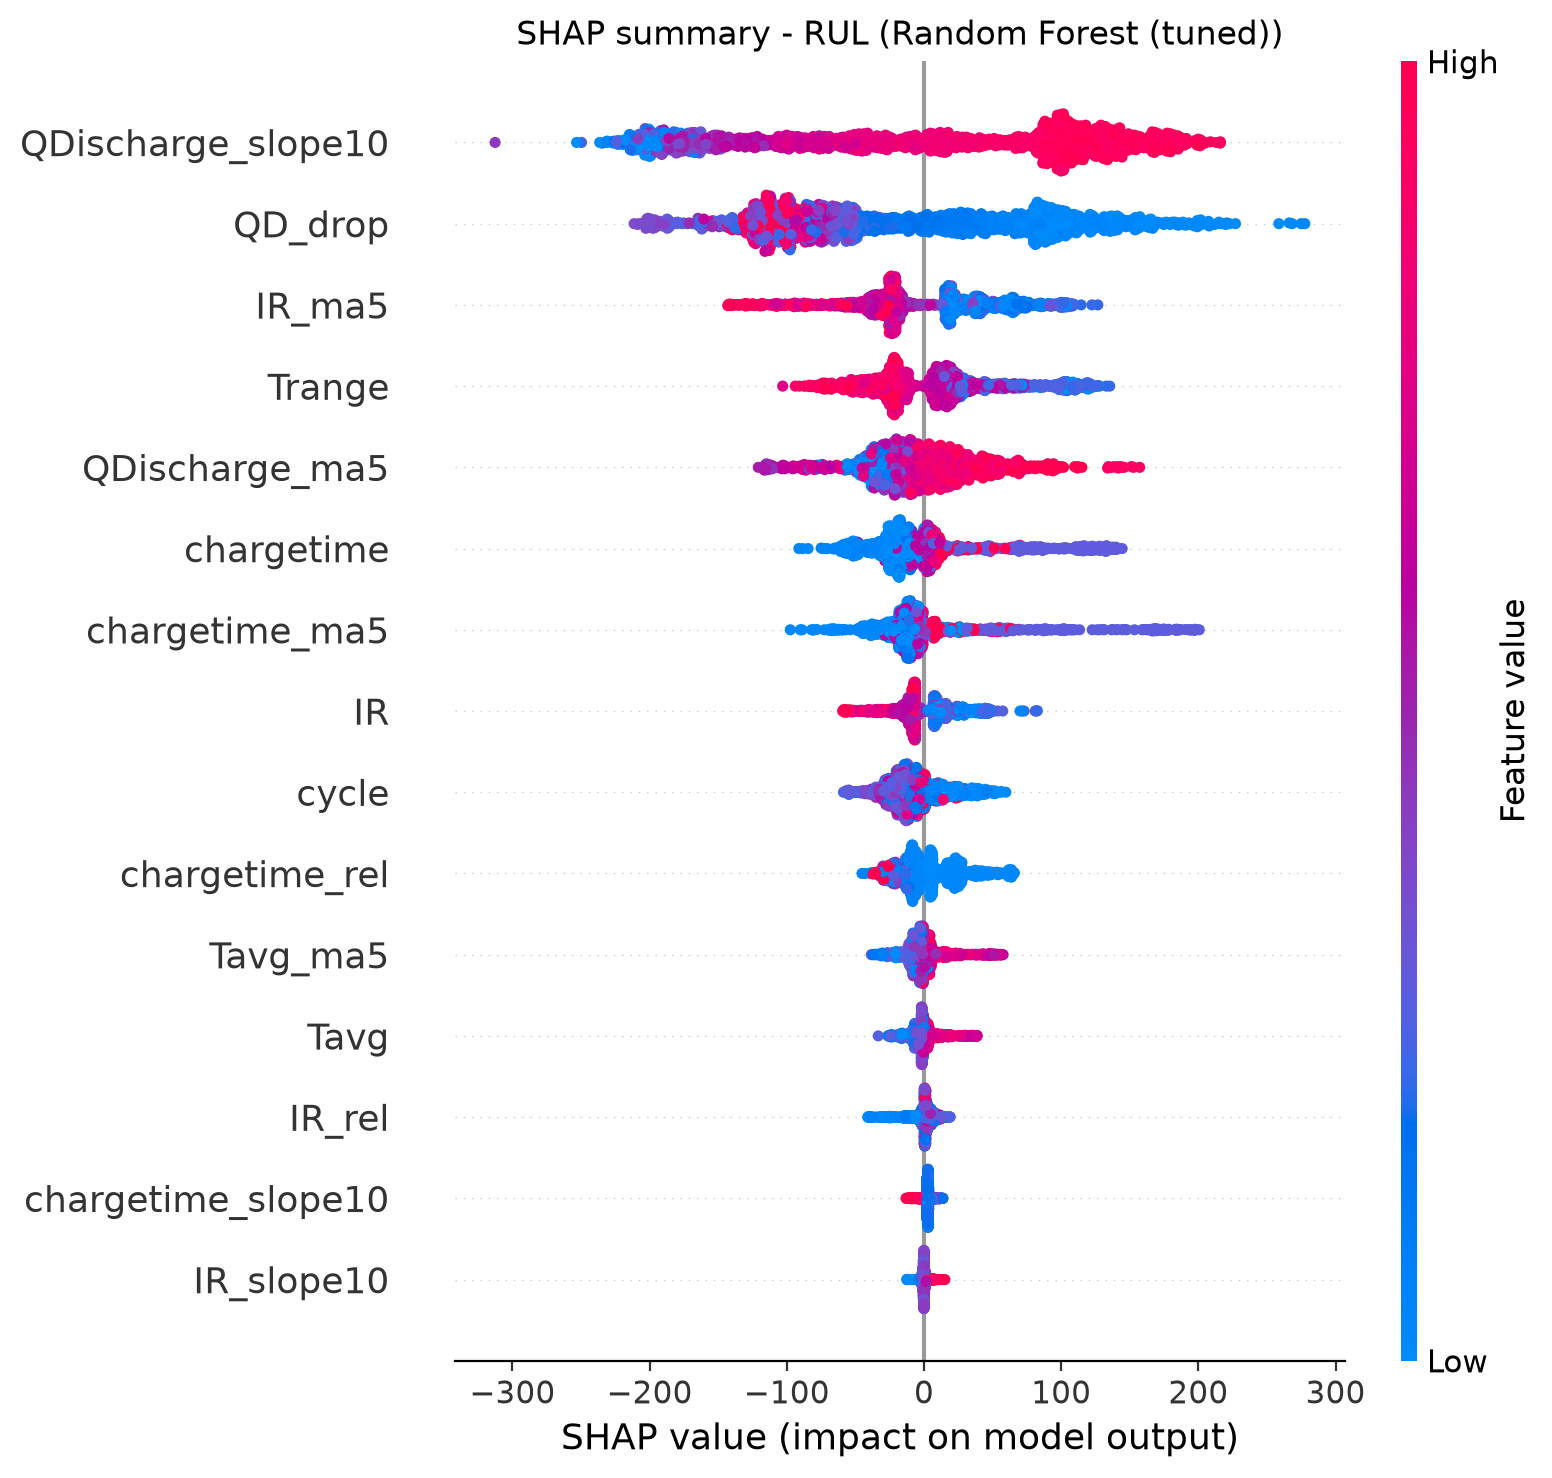 SHAP summary - RUL (Random Forest (tuned))
High
QDischarge_slope10
QD_drop
IR_ma5
Trange
QDischarge_ma5
chargetime
chargetime_ma5
IR
cycle
chargetime_rel
Tavg_ma5
Tavg
IR_rel
chargetime_slope10
IR_slope10
Feature value
Low
−300 −200 −100 0 100 200 300
SHAP value (impact on model output)